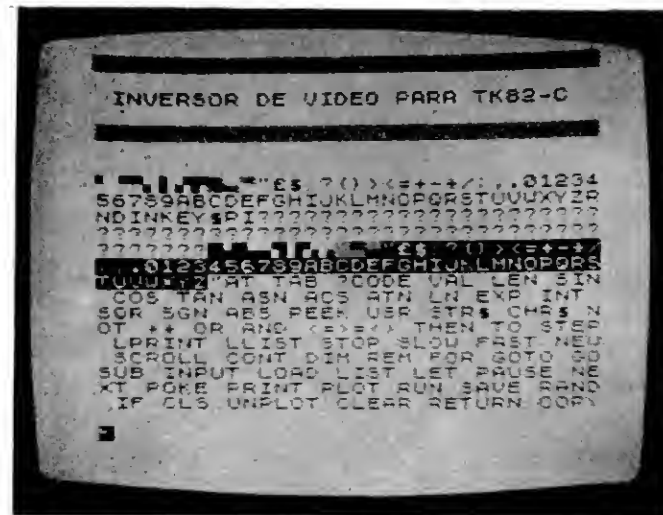 INVERSOR DE VIDEO PARA TK82-C
"£$:?()><=+-*/;,.01234
56789ABCDEFGHIJKLMNOPQRSTUVWXYZR
NDINKEY$PI??????????????????????
????????????????????????????????
???????"£$:?()><=+-*/
;,.0123456789ABCDEFGHIJKLMNOPQRS
TUVWXYZ"AT TAB ?CODE VAL LEN SIN
COS TAN ASN ACS ATN LN EXP INT
SQR SGN ABS PEEK USR STR$ CHR$ N
OT ** OR AND <=>=<> THEN TO STEP
LPRINT LLIST STOP SLOW FAST NEW
SCROLL CONT DIM REM FOR GOTO GO
SUB INPUT LOAD LIST LET PAUSE NE
XT POKE PRINT PLOT RUN SAVE RAND
IF CLS UNPLOT CLEAR RETURN COPY